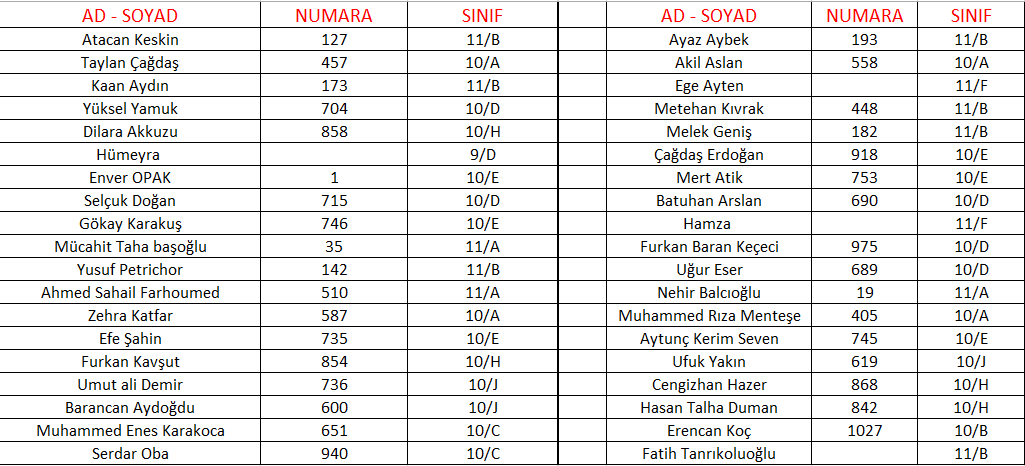 AD - SOYAD NUMARA SINIF AD - SOYAD NUMARA SINIF
Atacan Keskin 127 11/B Ayaz Aybek 193 11/B
Taylan Çağdaş 457 10/A Akil Aslan 558 10/A
Kaan Aydın 173 11/B Ege Ayten 11/F
Yüksel Yamuk 704 10/D Metehan Kıvrak 448 11/B
Dilara Akkuzu 858 10/H Melek Geniş 182 11/B
Hümeyra 9/D Çağdaş Erdoğan 918 10/E
Enver OPAK 1 10/E Mert Atik 753 10/E
Selçuk Doğan 715 10/D Batuhan Arslan 690 10/D
Gökay Karakuş 746 10/E Hamza 11/F
Mücahit Taha başoğlu 35 11/A Furkan Baran Keçeci 975 10/D
Yusuf Petrichor 142 11/B Uğur Eser 689 10/D
Ahmed Sahail Farhoumed 510 11/A Nehir Balcıoğlu 19 11/A
Zehra Katfar 587 10/A Muhammed Rıza Menteşe 405 10/A
Efe Şahin 735 10/E Aytunç Kerim Seven 745 10/E
Furkan Kavşut 854 10/H Ufuk Yakın 619 10/J
Umut ali Demir 736 10/J Cengizhan Hazer 868 10/H
Barancan Aydoğdu 600 10/J Hasan Talha Duman 842 10/H
Muhammed Enes Karakoca 651 10/C Erencan Koç 1027 10/B
Serdar Oba 940 10/C Fatih Tanrıkoluoğlu 11/B